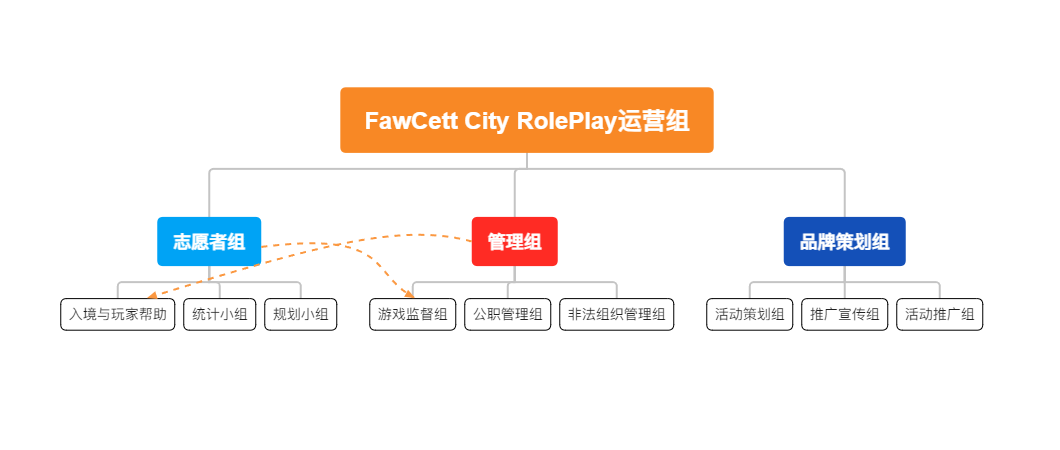 FawCett City RolePlay运营组
志愿者组
管理组
品牌策划组
入境与玩家帮助
统计小组
规划小组
游戏监督组
公职管理组
非法组织管理组
活动策划组
推广宣传组
活动推广组